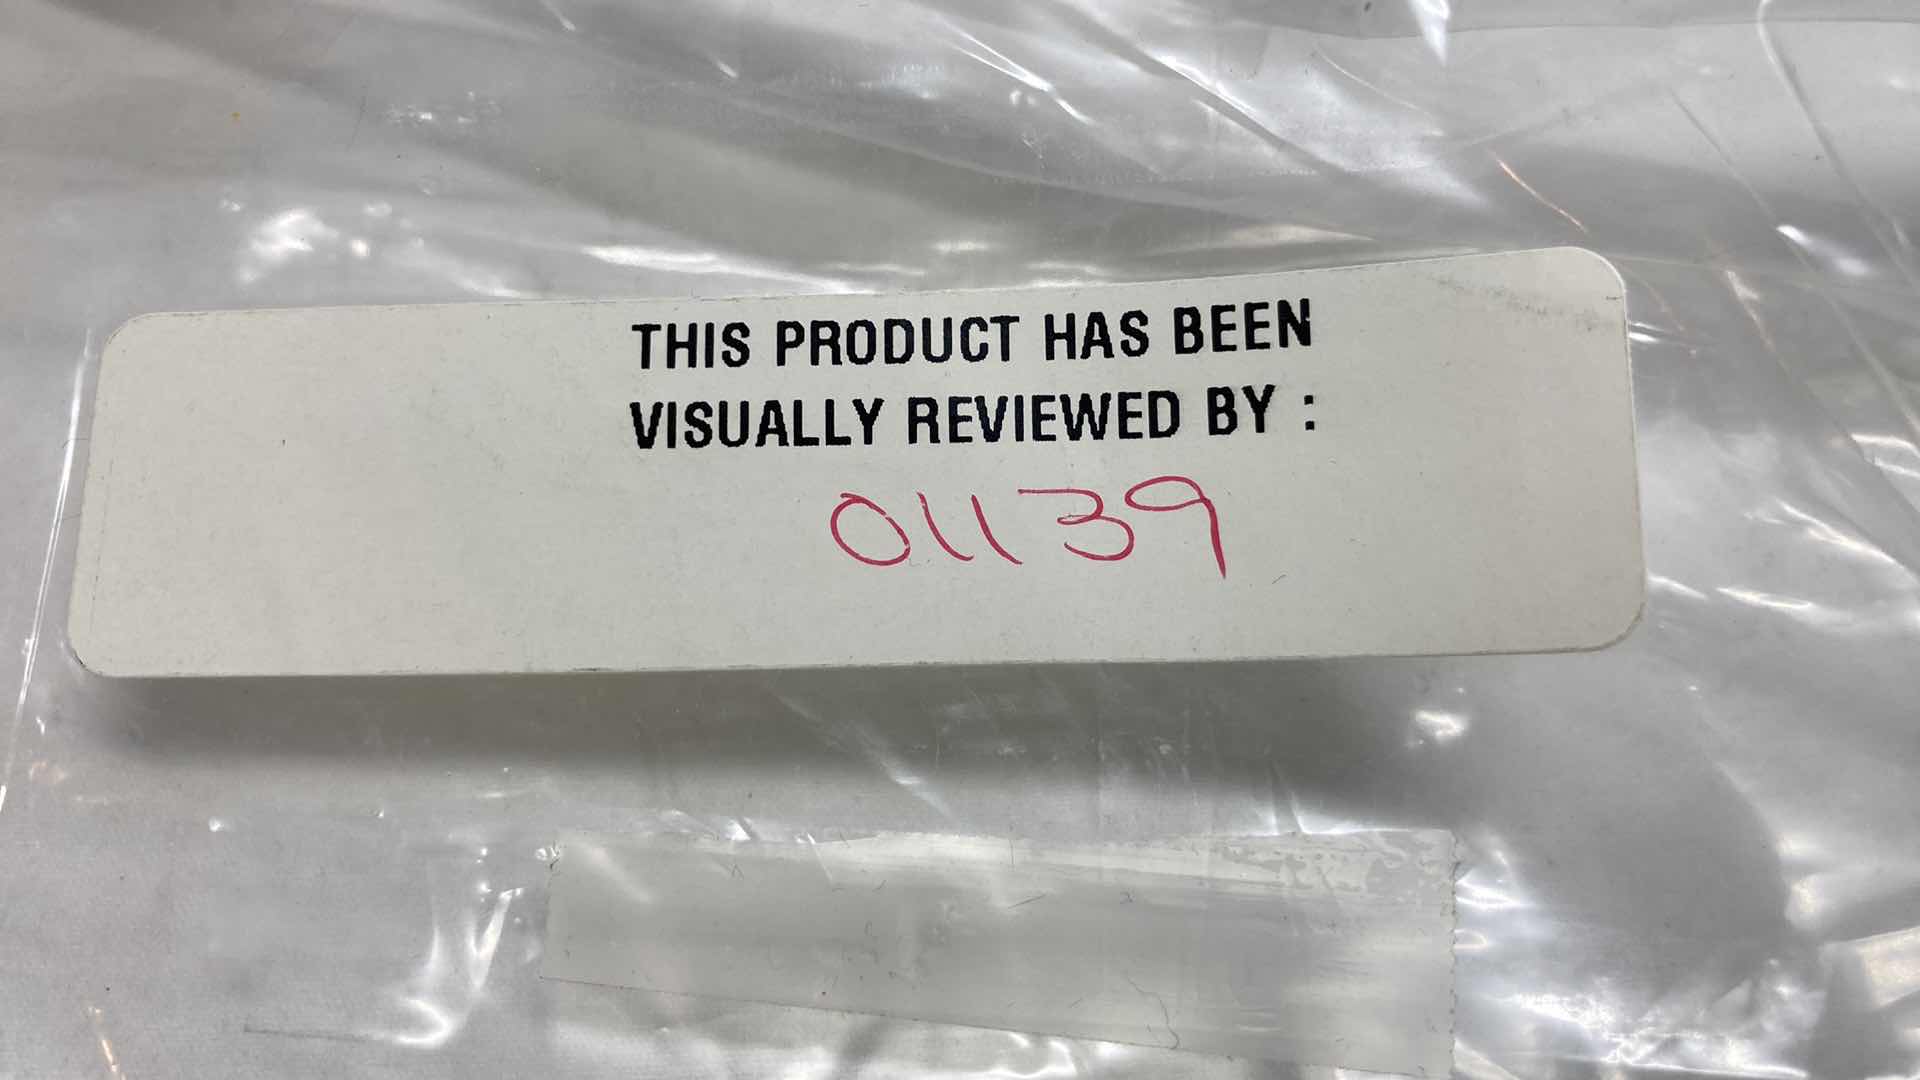 THIS PRODUCT HAS BEEN
VISUALLY REVIEWED BY :
01139